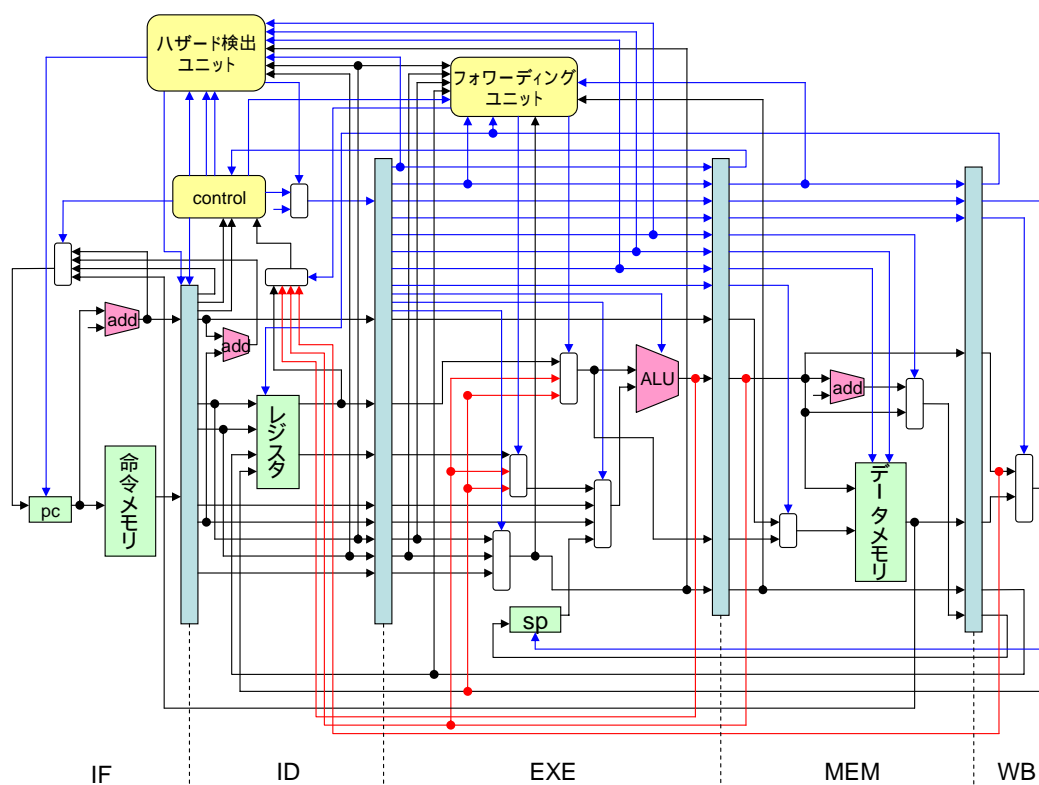 ハザード検出
ユニット
フォワーディング
ユニット
control
add
add
ALU
add
レジスタ
命令メモリ
データメモリ
pc
sp
IF
ID
EXE
MEM
WB